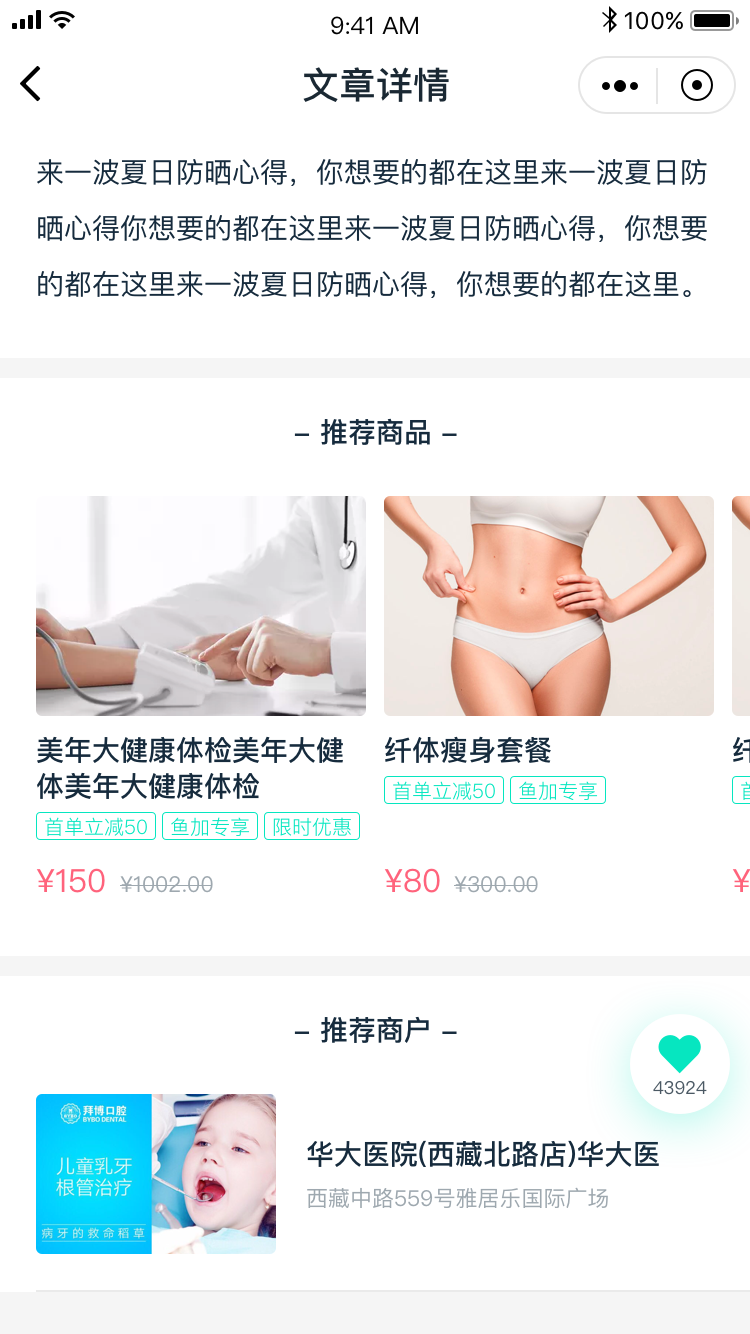 9:41 AM
100%
文章详情
来一波夏日防晒心得，你想要的都在这里来一波夏日防
晒心得你想要的都在这里来一波夏日防晒心得，你想要
的都在这里来一波夏日防晒心得，你想要的都在这里。
– 推荐商品 –
美年大健康体检美年大健
体美年大健康体检
首单立减50 鱼加专享 限时优惠
¥150 ¥1002.00
纤体瘦身套餐
首单立减50 鱼加专享
¥80 ¥300.00
¥
– 推荐商户 –
43924
拜博口腔
BYBO DENTAL
儿童乳牙
根管治疗
病牙的救命稻草
华大医院(西藏北路店)华大医
西藏中路559号雅居乐国际广场